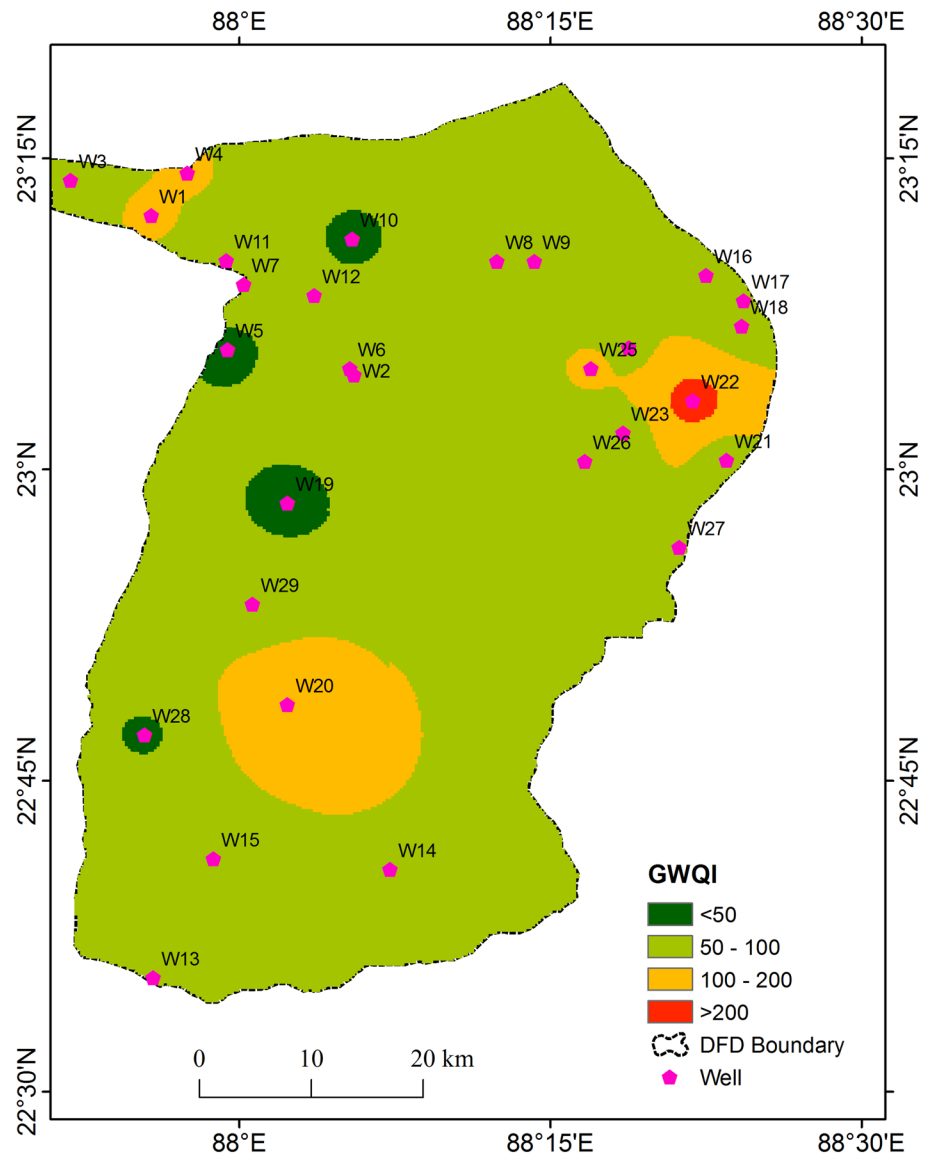 88°E 88°15'E 88°30'E
23°15'N 23°15'N
W4
W3
W1
W10
W11 W8 W9
W16
W7
W12
W17
W18
W5
W6 W25
W2
W22
W23
W26 W21
W19
W27
W29
W20
W28
23°N 23°N
22°45'N 22°45'N
W15
W14
GWQI
<50
50 - 100
W13
100 - 200
>200
DFD Boundary
0 10 20 km
Well
22°30'N 22°30'N
88°E 88°15'E 88°30'E